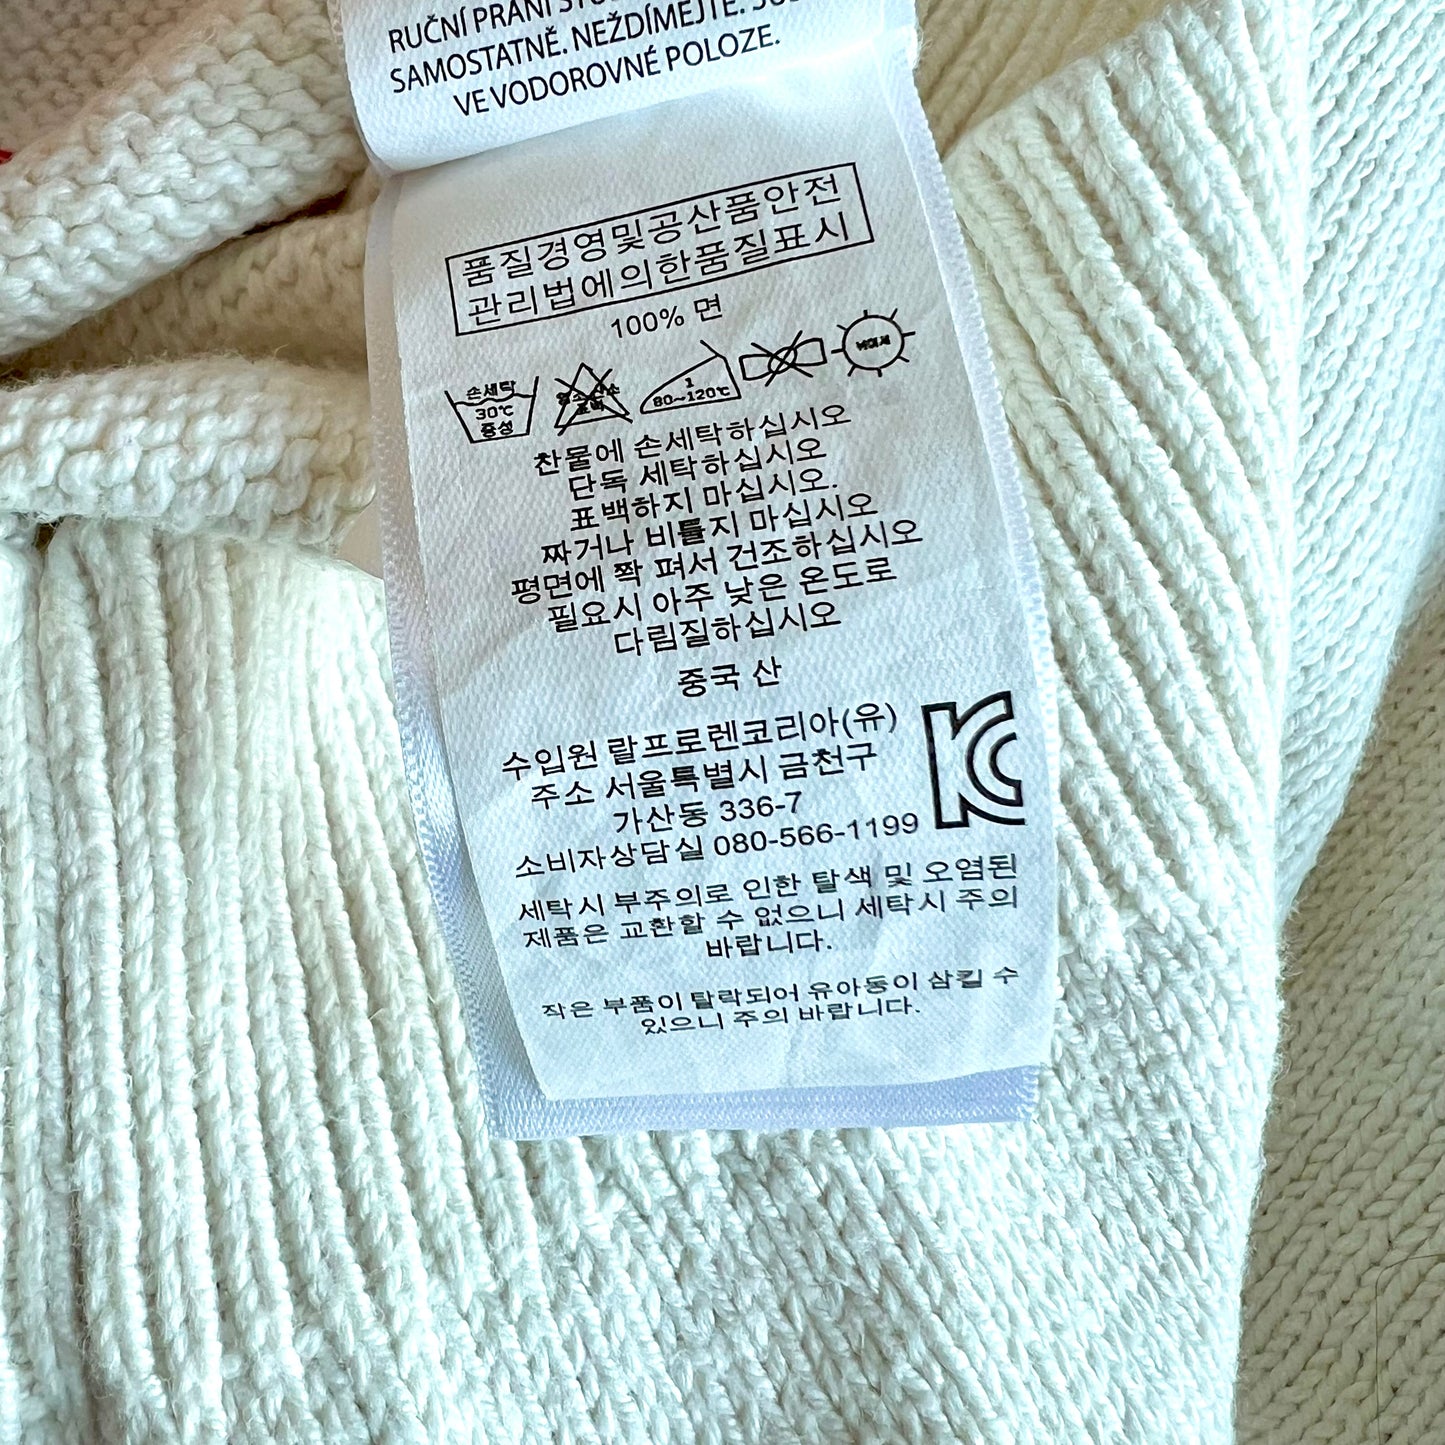 RUČNÍ PRANÍ
SAMOSTATNĚ. NEŽDÍMEJTE.
VE VODOROVNÉ POLOZE.
품질경영및공산품안전
관리법에의한품질표시
100% 면
손세탁
30℃
중성
표백
1
80~120℃
찬물에 손세탁하십시오
단독 세탁하십시오
표백하지 마십시오.
짜거나 비틀지 마십시오
평면에 쫙 펴서 건조하십시오
필요시 아주 낮은 온도로
다림질하십시오
중국 산
수입원 랄프로렌코리아(유)
주소 서울특별시 금천구
가산동 336-7
소비자상담실 080-566-1199
KC
세탁시 부주의로 인한 탈색 및 오염된
제품은 교환할 수 없으니 세탁시 주의
바랍니다.
작은 부품이 탈락되어 유아동이 삼킬 수
있으니 주의 바랍니다.